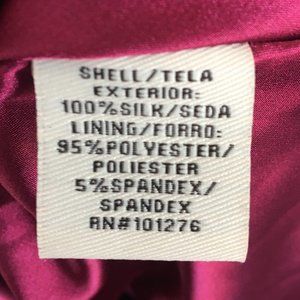 SHELL/TELA
EXTERIOR:
100%SILK/SEDA
LINING/FORRO:
95%POLYESTER/
POLIESTER
5%SPANDEX/
SPANDEX
RN#101276